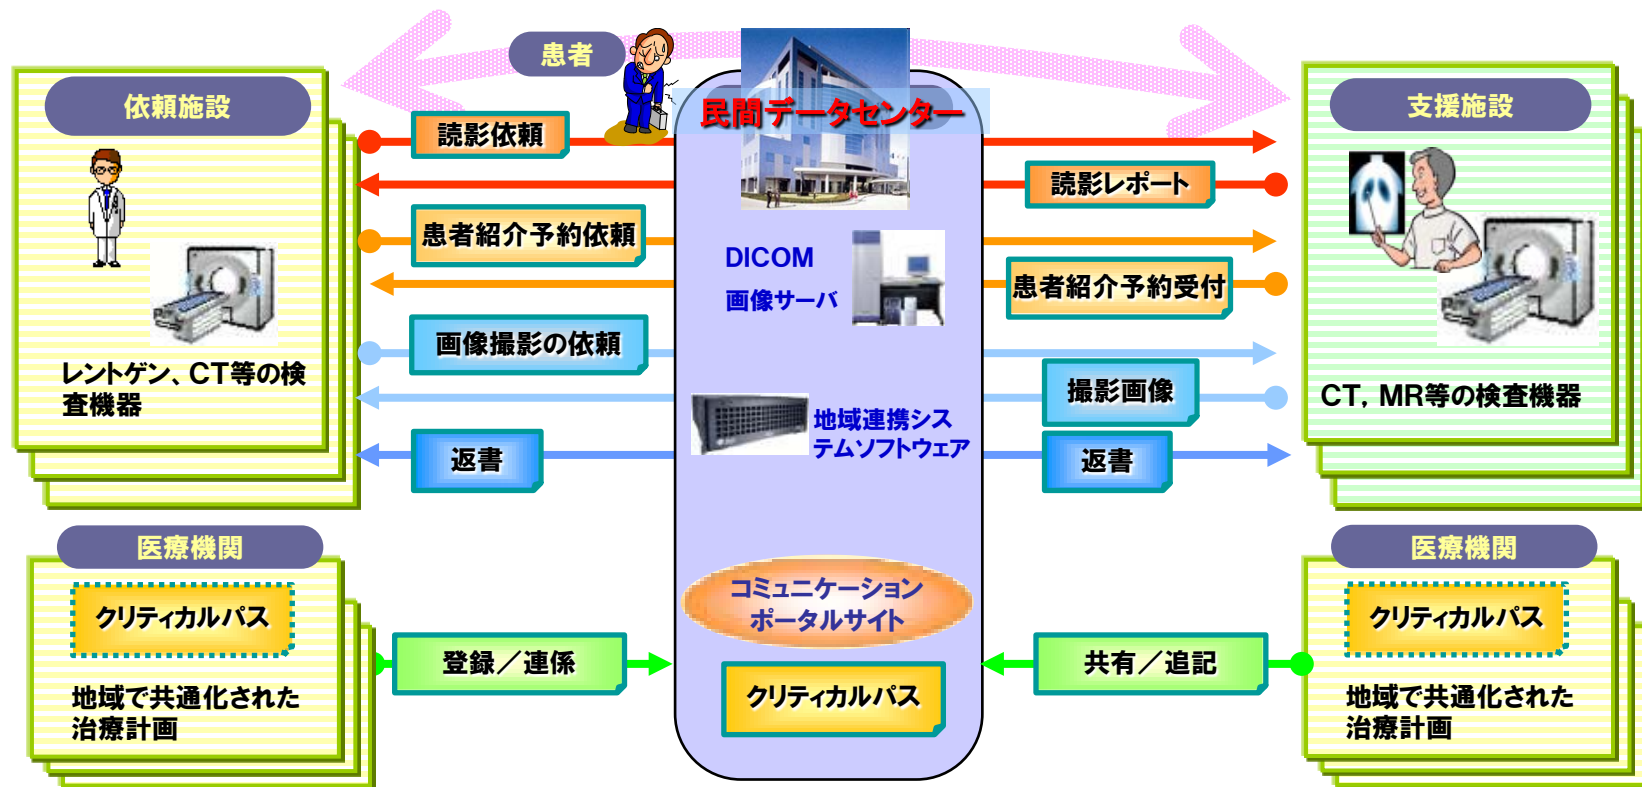 患者
依頼施設
民間データセンター
支援施設
読影依頼
読影レポート
患者紹介予約依頼
DICOM
画像サーバ
患者紹介予約受付
画像撮影の依頼
レントゲン、CT等の検
査機器
撮影画像
CT, MR等の検査機器
地域連携シス
テムソフトウェア
返書
返書
医療機関
医療機関
クリティカルパス
コミュニケーション
ポータルサイト
クリティカルパス
登録／連係
共有／追記
地域で共通化された
治療計画
クリティカルパス
地域で共通化された
治療計画